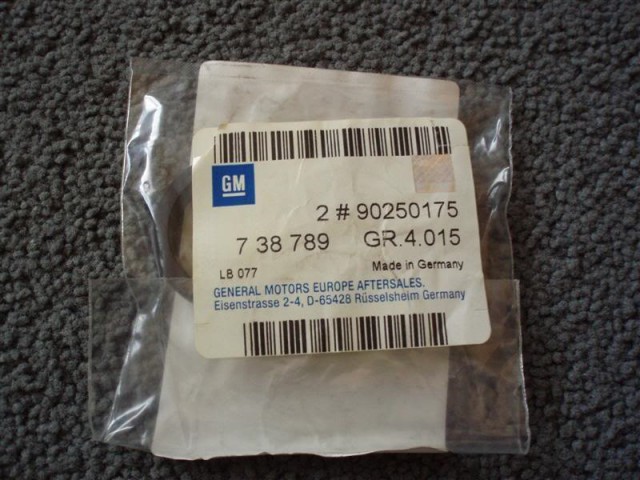 GM
2 # 90250175
7 38 789 GR.4.015
LB 077 Made in Germany
GENERAL MOTORS EUROPE AFTERSALES.
Eisenstrasse 2-4, D-65428 Rüsselsheim Germany